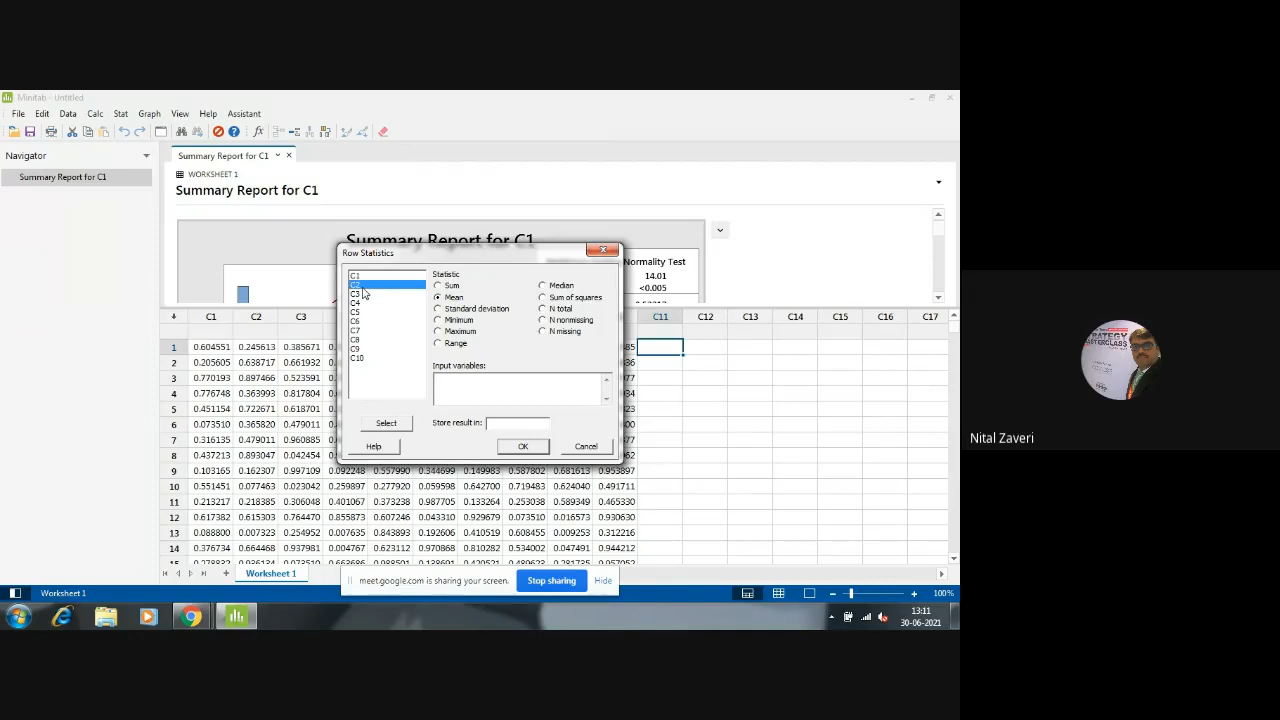 Minitab - Untitled
File Edit Data Calc Stat Graph View Help Assistant
Navigator
Summary Report for C1
Summary Report for C1
WORKSHEET 1
Summary Report for C1
Summary Report for C1
Normality Test
14.01
<0.005
Row Statistics
C1
C2
C3
C4
C5
C6
C7
C8
C9
C10
Statistic
Sum
Mean
Standard deviation
Minimum
Maximum
Range
Median
Sum of squares
N total
N nonmissing
N missing
Input variables:
Select
Store result in:
Help
OK
Cancel
C1 C2 C3 C11 C12 C13 C14 C15 C16 C17
1 0.604551 0.245613 0.385671
2 0.205605 0.638717 0.661932
3 0.770193 0.897466 0.523591
4 0.776748 0.363993 0.817804
5 0.451154 0.722671 0.618701
6 0.073510 0.365820 0.479011
7 0.316135 0.479011 0.960885
8 0.437213 0.893047 0.042454
9 0.103165 0.162307 0.997109 0.092248 0.557990 0.344699 0.149983 0.587802 0.681613 0.953897
10 0.551451 0.077463 0.023042 0.259897 0.277920 0.059598 0.642700 0.719483 0.624040 0.491711
11 0.213217 0.218385 0.306048 0.401067 0.373238 0.987705 0.133264 0.253038 0.589349 0.465330
12 0.617382 0.615303 0.764470 0.855873 0.607246 0.043310 0.929679 0.073510 0.016573 0.930630
13 0.088800 0.007323 0.254952 0.007635 0.843893 0.192606 0.410519 0.608455 0.009253 0.312216
14 0.376734 0.664468 0.937981 0.004767 0.623112 0.970868 0.810282 0.534002 0.047491 0.944212
Worksheet 1
meet.google.com is sharing your screen.
Stop sharing
Hide
Worksheet 1
100%
13:11
30-06-2021
Nital Zaveri